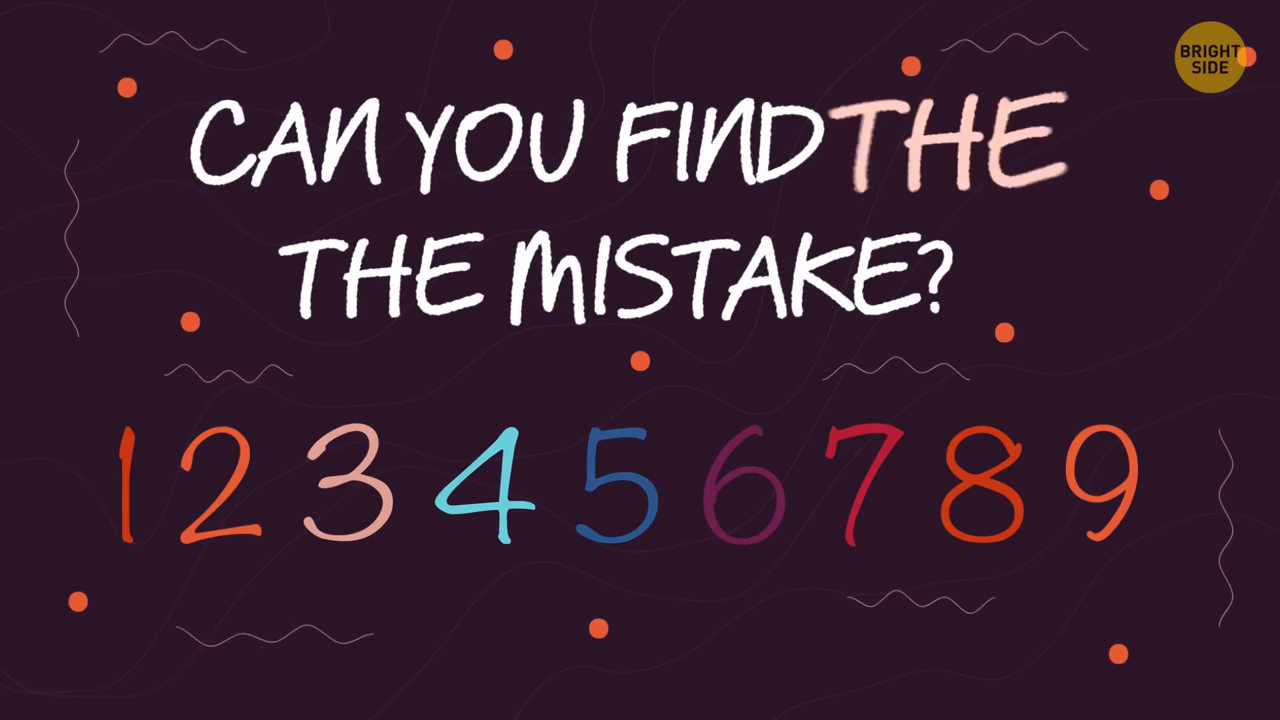 BRIGHT
SIDE
CAN YOU FIND THE
THE MISTAKE?
1 2 3 4 5 6 7 8 9